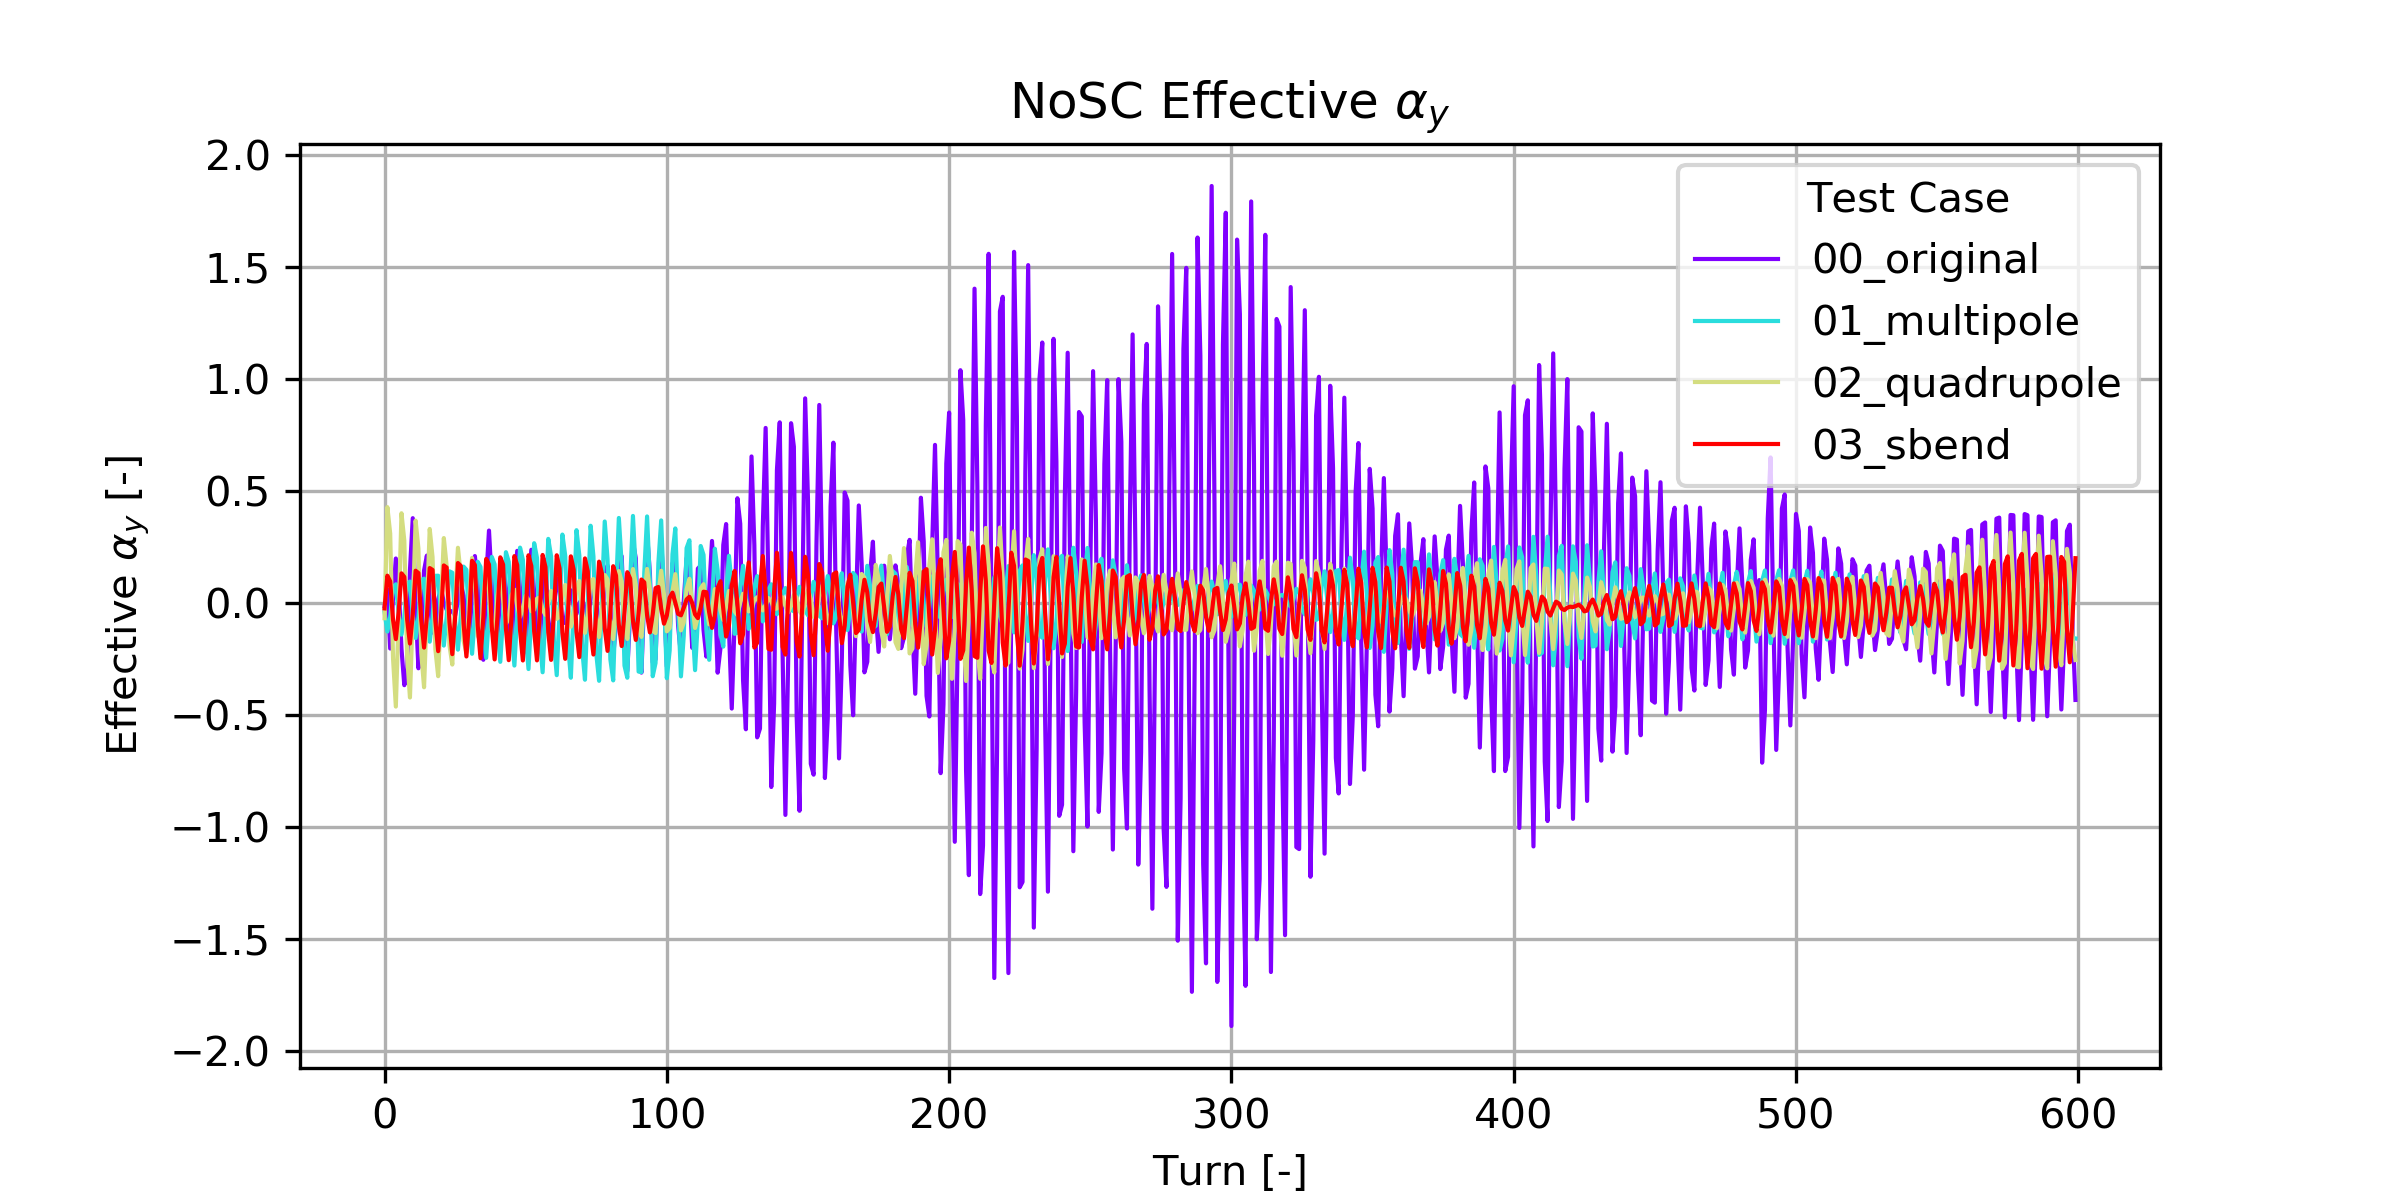 NoSC Effective αy
2.0
1.5
1.0
0.5
0.0
−0.5
−1.0
−1.5
−2.0
Effective αy [-]
0 100 200 300 400 500 600
Turn [-]
Test Case
00_original
01_multipole
02_quadrupole
03_sbend